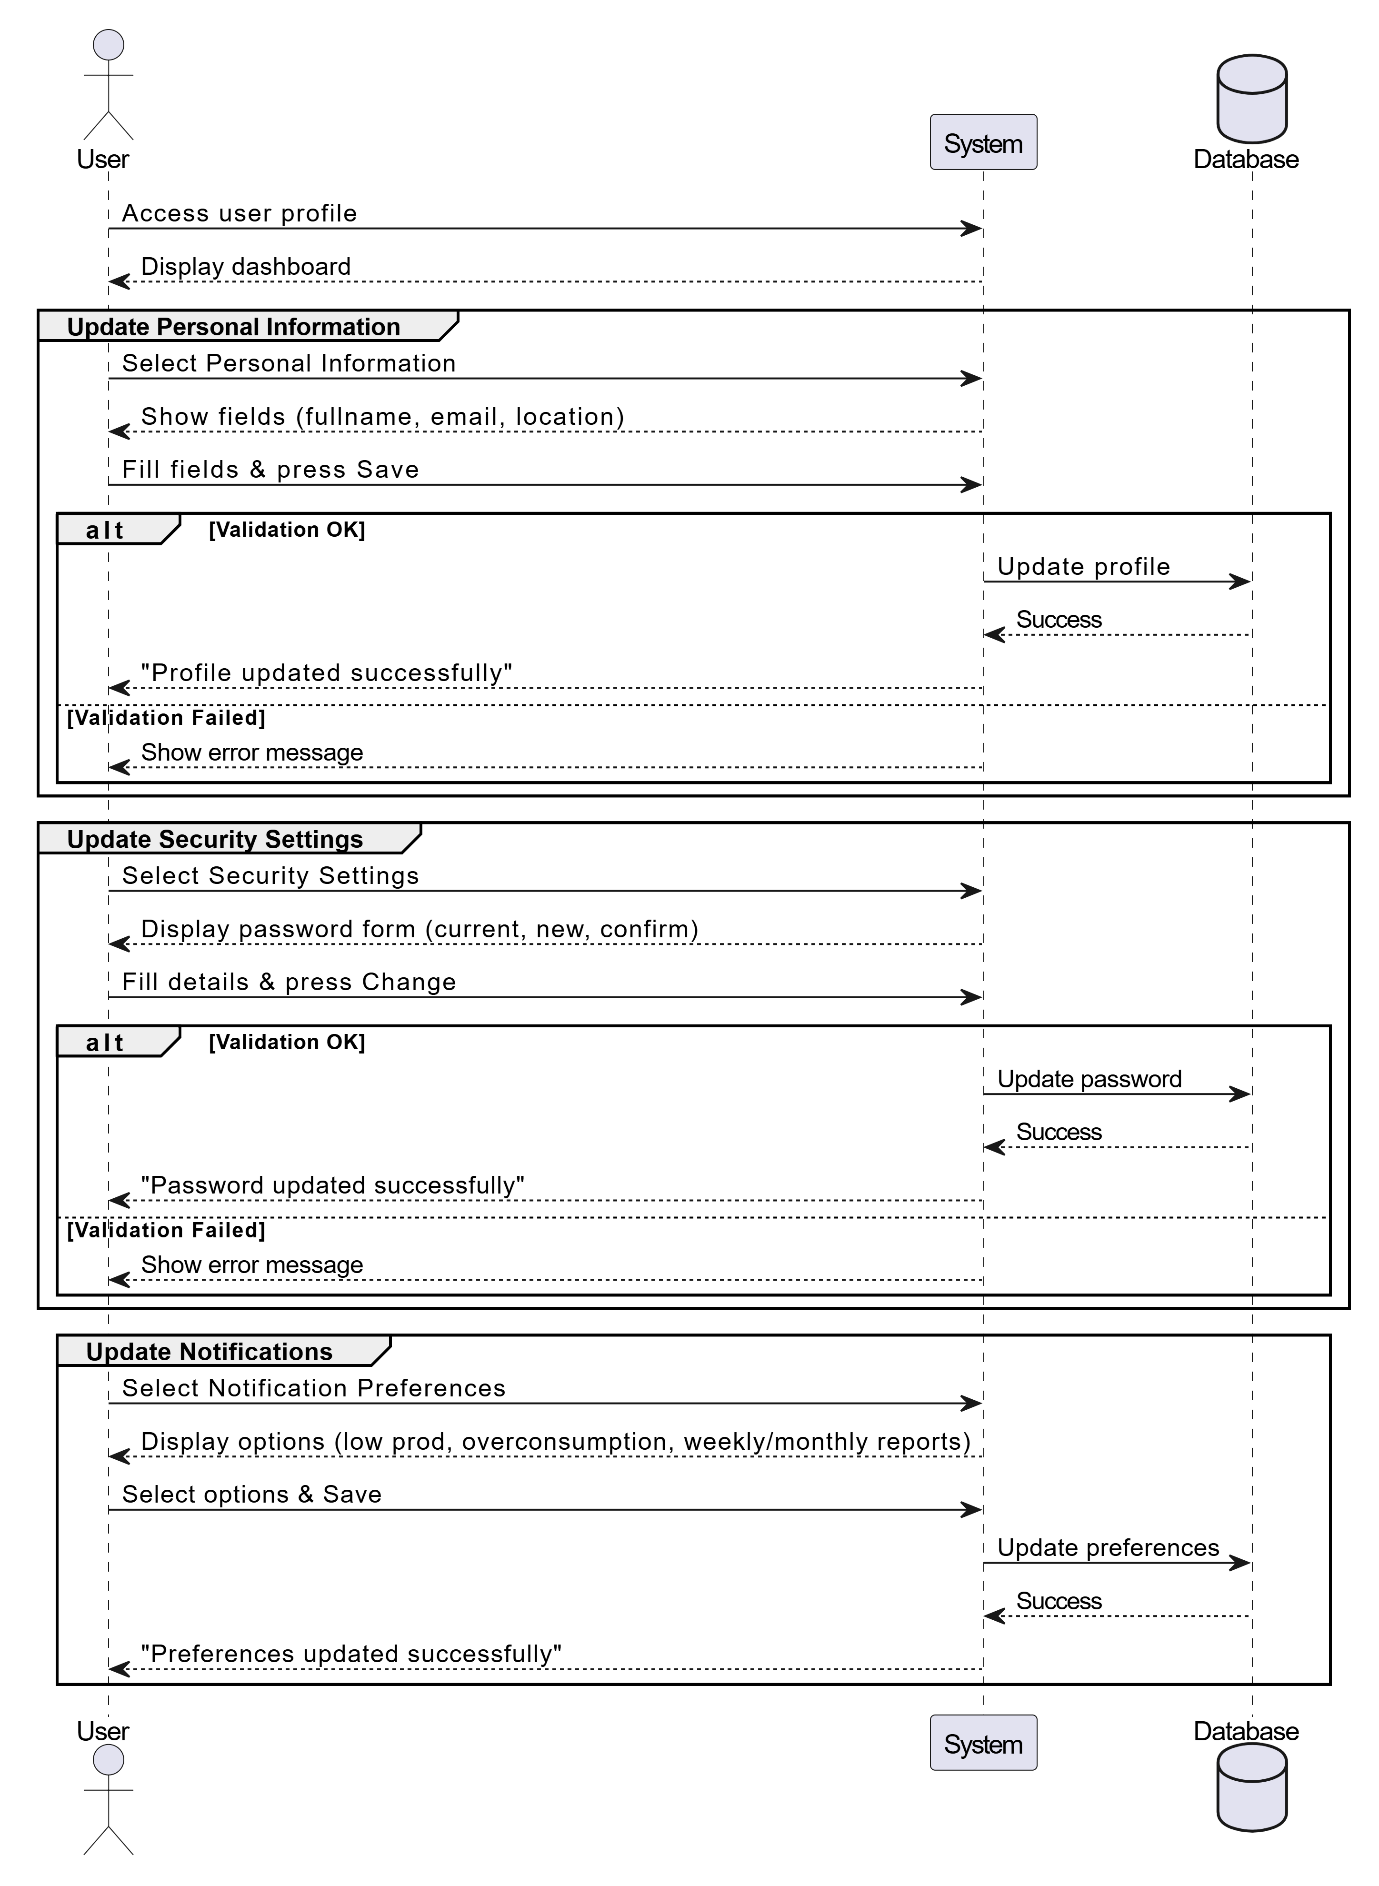 User
System
Database
Access user profile
Display dashboard
Update Personal Information
Select Personal Information
Show fields (fullname, email, location)
Fill fields & press Save
alt [Validation OK]
Update profile
Success
"Profile updated successfully"
[Validation Failed]
Show error message
Update Security Settings
Select Security Settings
Display password form (current, new, confirm)
Fill details & press Change
alt [Validation OK]
Update password
Success
"Password updated successfully"
[Validation Failed]
Show error message
Update Notifications
Select Notification Preferences
Display options (low prod, overconsumption, weekly/monthly reports)
Select options & Save
Update preferences
Success
"Preferences updated successfully"
User
System
Database